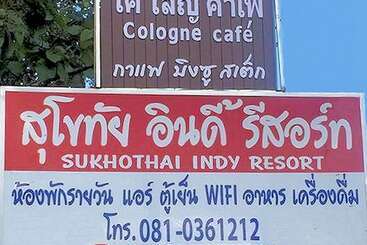 Cologne café
กาแฟ บิงซู สเต็ก
สุโขทัย อินดี้ รีสอร์ท
SUKHOTHAI INDY RESORT
ห้องพักรายวัน แอร์ ตู้เย็น WIFI อาหาร เครื่องดื่ม
โทร. 081-0361212